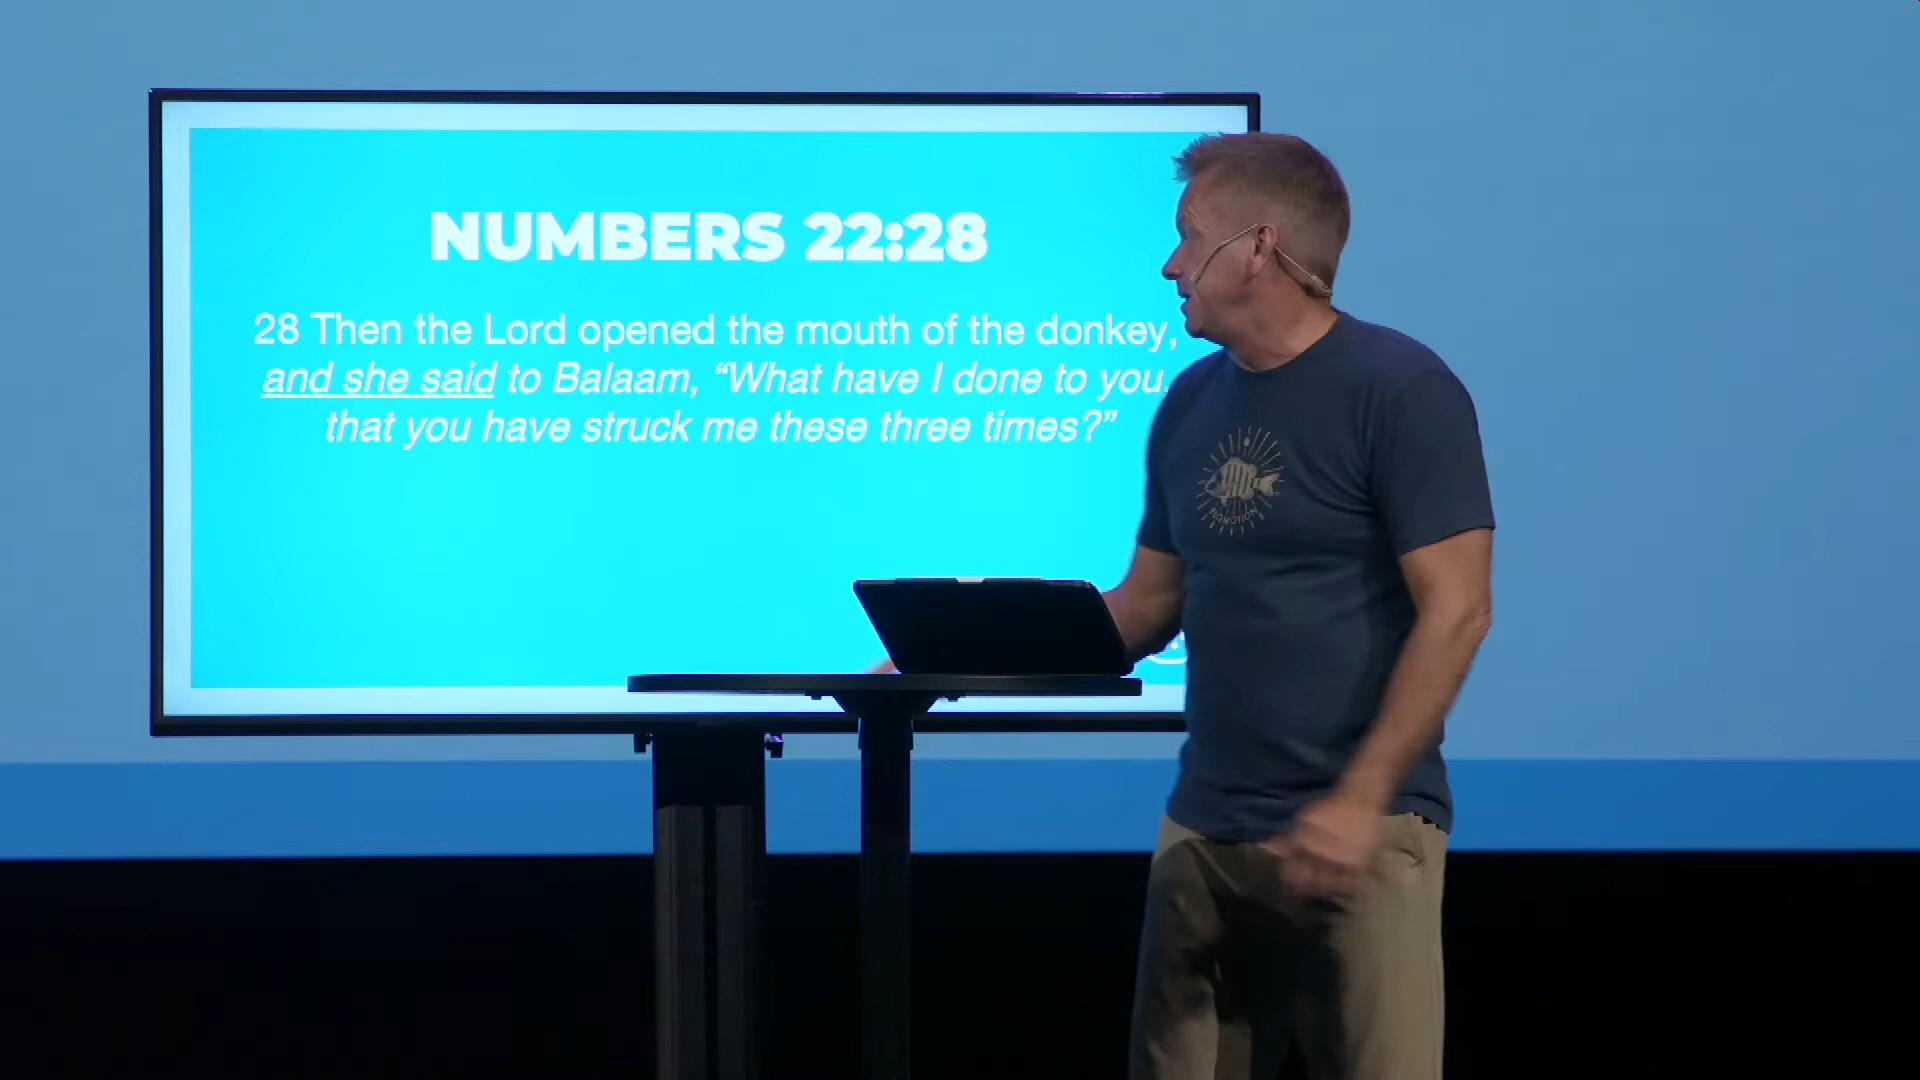 NUMBERS 22:28
28 Then the Lord opened the mouth of the donkey,
and she said to Balaam, “What have I done to you,
that you have struck me these three times?”